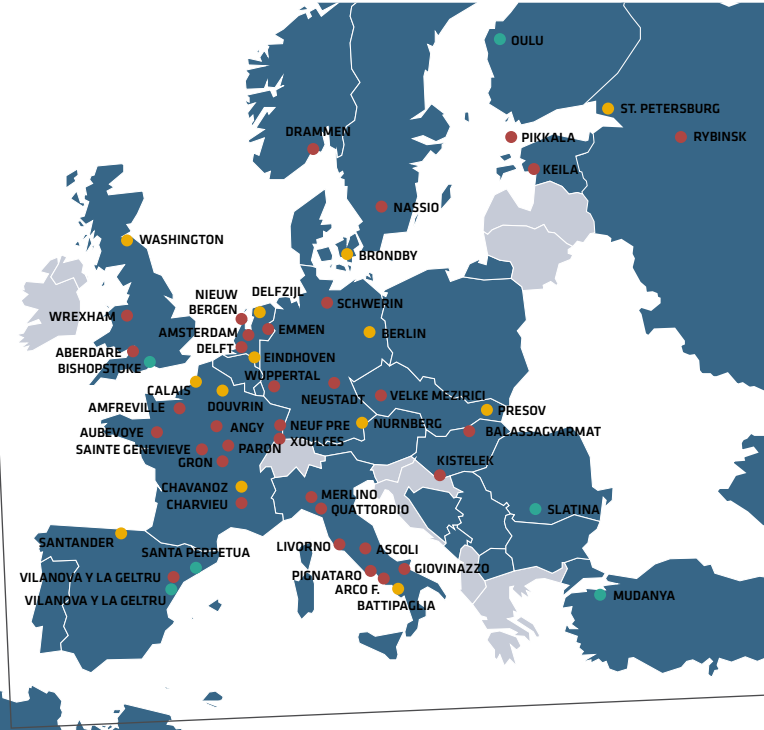 OULU
ST. PETERSBURG
DRAMMEN
PIKKALA
RYBINSK
KEILA
NASSIO
WASHINGTON
BRONDBY
NIEUW
BERGEN
DELFZIJL
SCHWERIN
WREXHAM
AMSTERDAM
EMMEN
BERLIN
DELFT
ABERDARE
EINDHOVEN
BISHOPSTOKE
WUPPERTAL
CALAIS
NEUSTADT
VELKE MEZIRICI
AMFREVILLE
DOUVRIN
PRESOV
AUBEVOYE
ANGY
NEUF PRE
NURNBERG
BALASSAGYARMAT
XOULGES
SAINTE GENEVIEVE
PARON
GRON
KISTELEK
CHAVANOZ
MERLINO
CHARVIEU
QUATTORDIO
SLATINA
SANTANDER
LIVORNO
ASCOLI
SANTA PERPETUA
GIOVINAZZO
VILANOVA Y LA GELTRU
PIGNATARO
ARCO F.
VILANOVA Y LA GELTRU
BATTIPAGLIA
MUDANYA